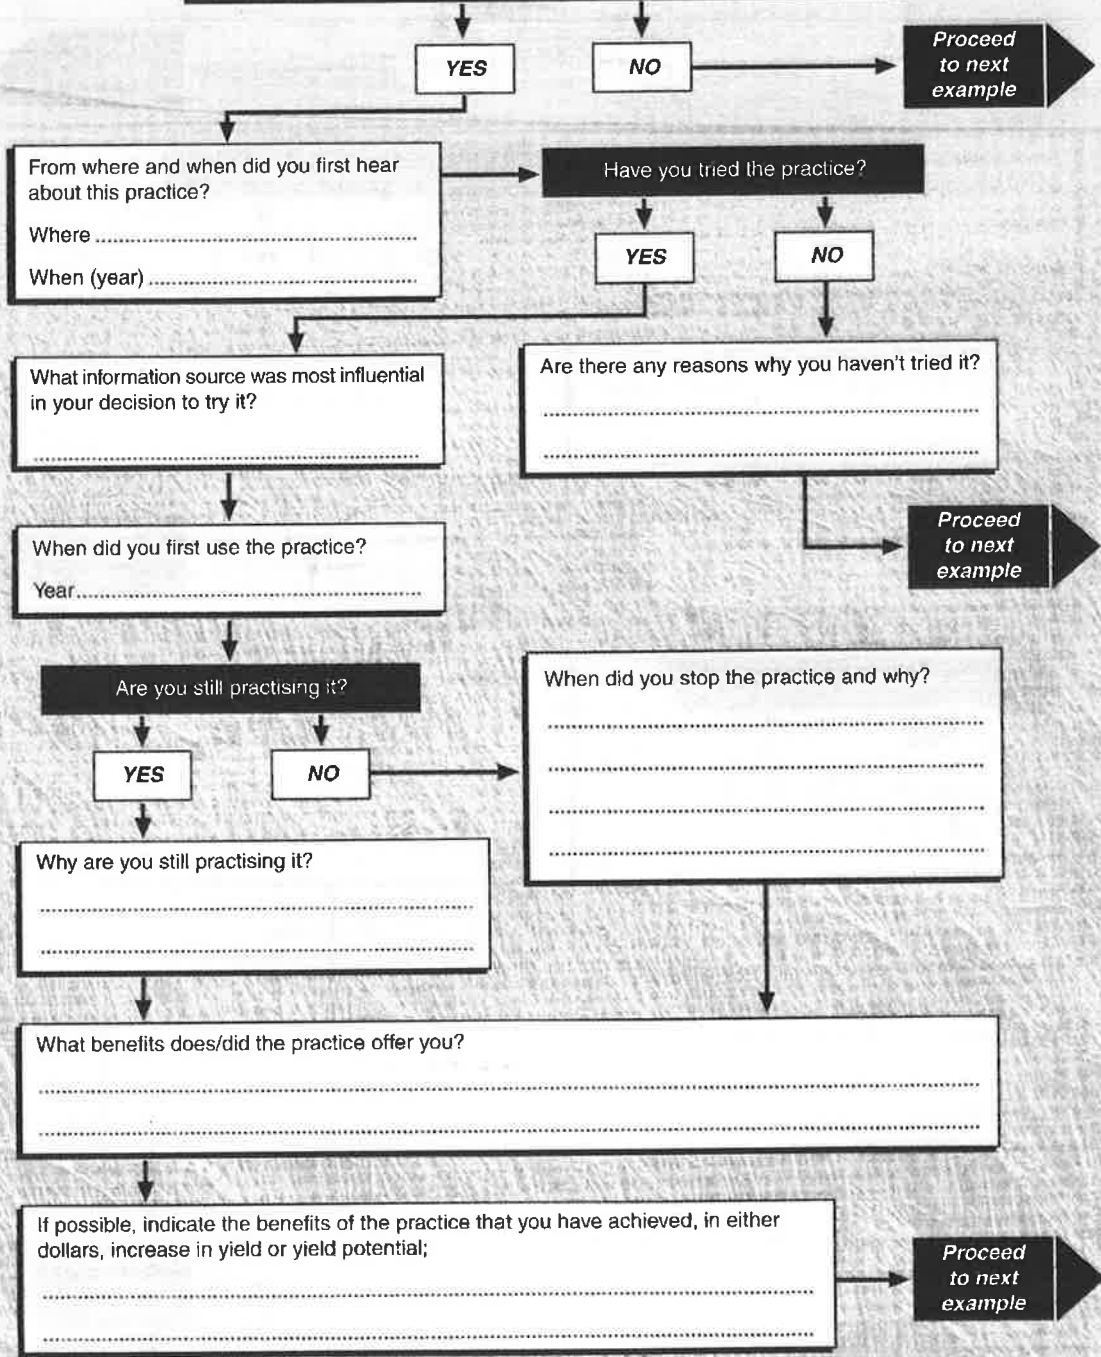 YES
NO
Proceed
to next
example
From where and when did you first hear
about this practice?
Where ..........................................................
When (year) ................................................
Have you tried the practice?
YES
NO
What information source was most influential
in your decision to try it?
......................................................................
Are there any reasons why you haven't tried it?
...............................................................................
...............................................................................
Proceed
to next
example
When did you first use the practice?
Year..............................................................
Are you still practising it?
YES
NO
When did you stop the practice and why?
...............................................................................
...............................................................................
...............................................................................
...............................................................................
Why are you still practising it?
...............................................................................
...............................................................................
What benefits does/did the practice offer you?
...............................................................................
...............................................................................
If possible, indicate the benefits of the practice that you have achieved, in either
dollars, increase in yield or yield potential;
...............................................................................
...............................................................................
Proceed
to next
example